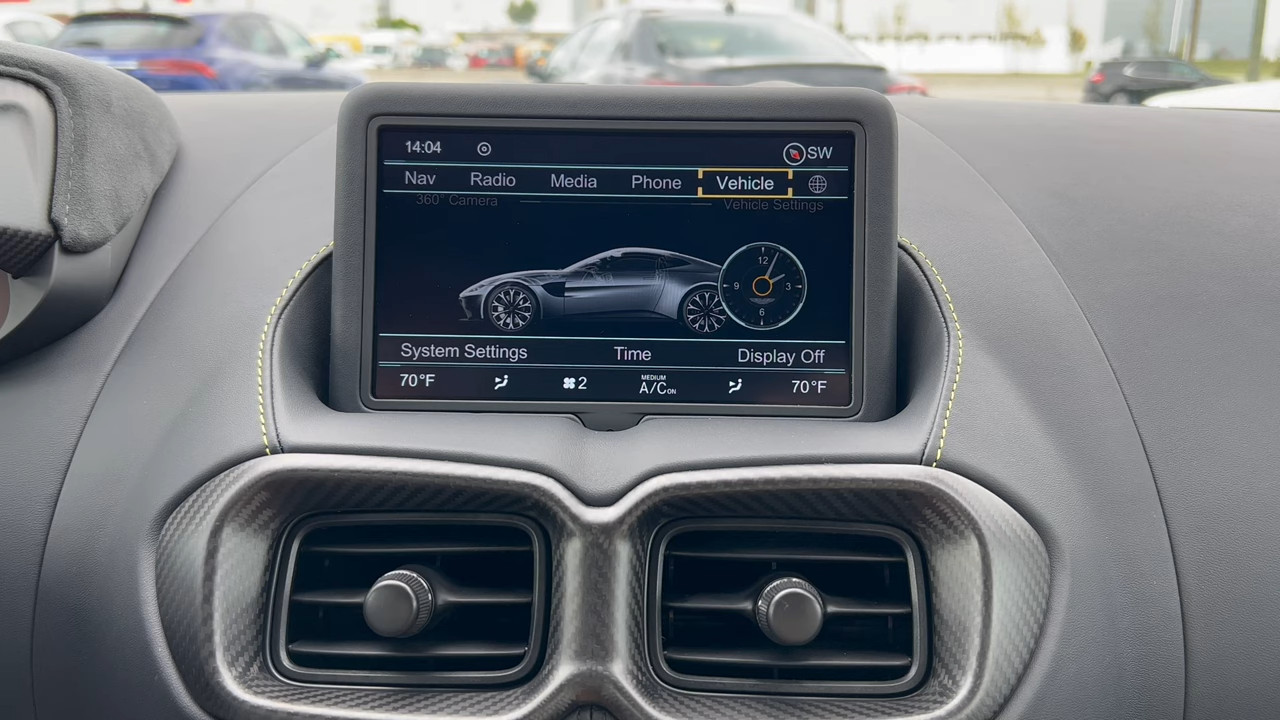 14:04 SW
Nav Radio Media Phone Vehicle
360° Camera Vehicle Settings
12
9 3
6
System Settings Time Display Off
70°F 2 MEDIUM A/C ON 70°F